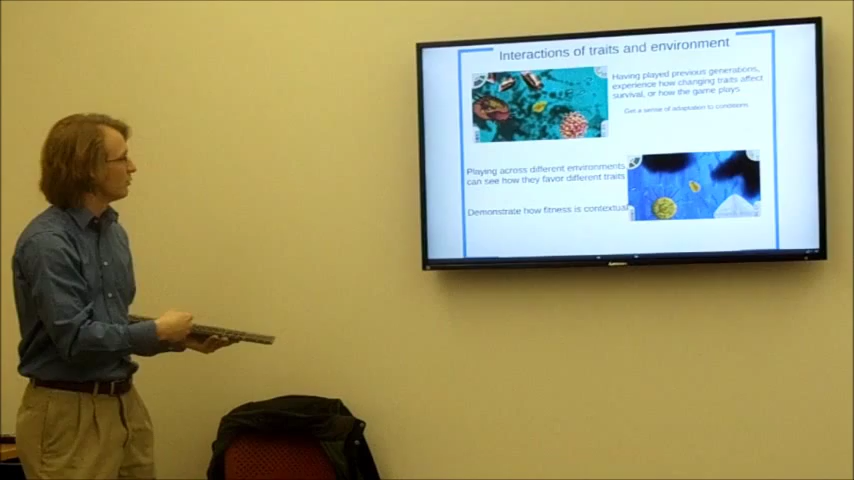 Interactions of traits and environment
Having played previous generations,
experience how changing traits affect
survival, or how the game plays.
Get a sense of adaptation to conditions
Playing across different environments
can see how they favor different traits
Demonstrate how fitness is contextual